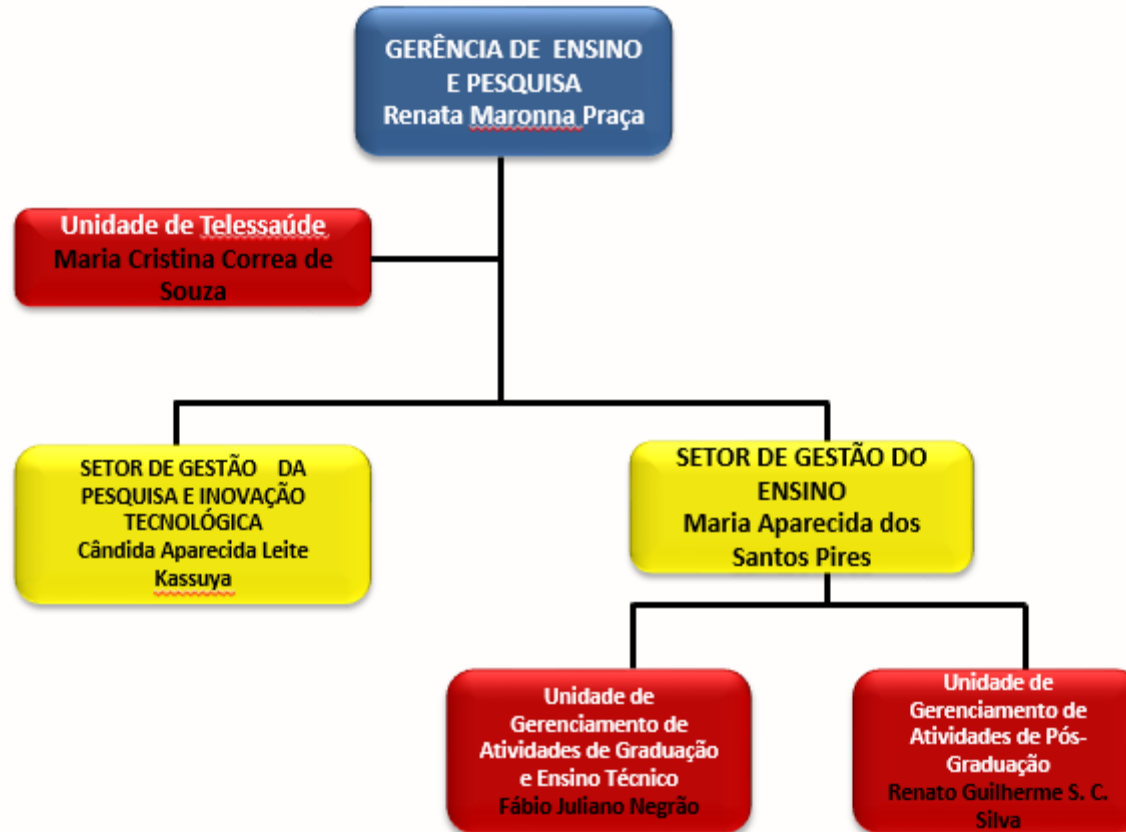 GERÊNCIA DE ENSINO
E PESQUISA
Renata Maronna Praça
Unidade de Telessaúde
Maria Cristina Correa de
Souza
SETOR DE GESTÃO DA
PESQUISA E INOVAÇÃO
TECNOLÓGICA
Cândida Aparecida Leite
Kassuya
SETOR DE GESTÃO DO
ENSINO
Maria Aparecida dos
Santos Pires
Unidade de
Gerenciamento de
Atividades de Graduação
e Ensino Técnico
Fábio Juliano Negrão
Unidade de
Gerenciamento de
Atividades de Pós-
Graduação
Renato Guilherme S. C.
Silva